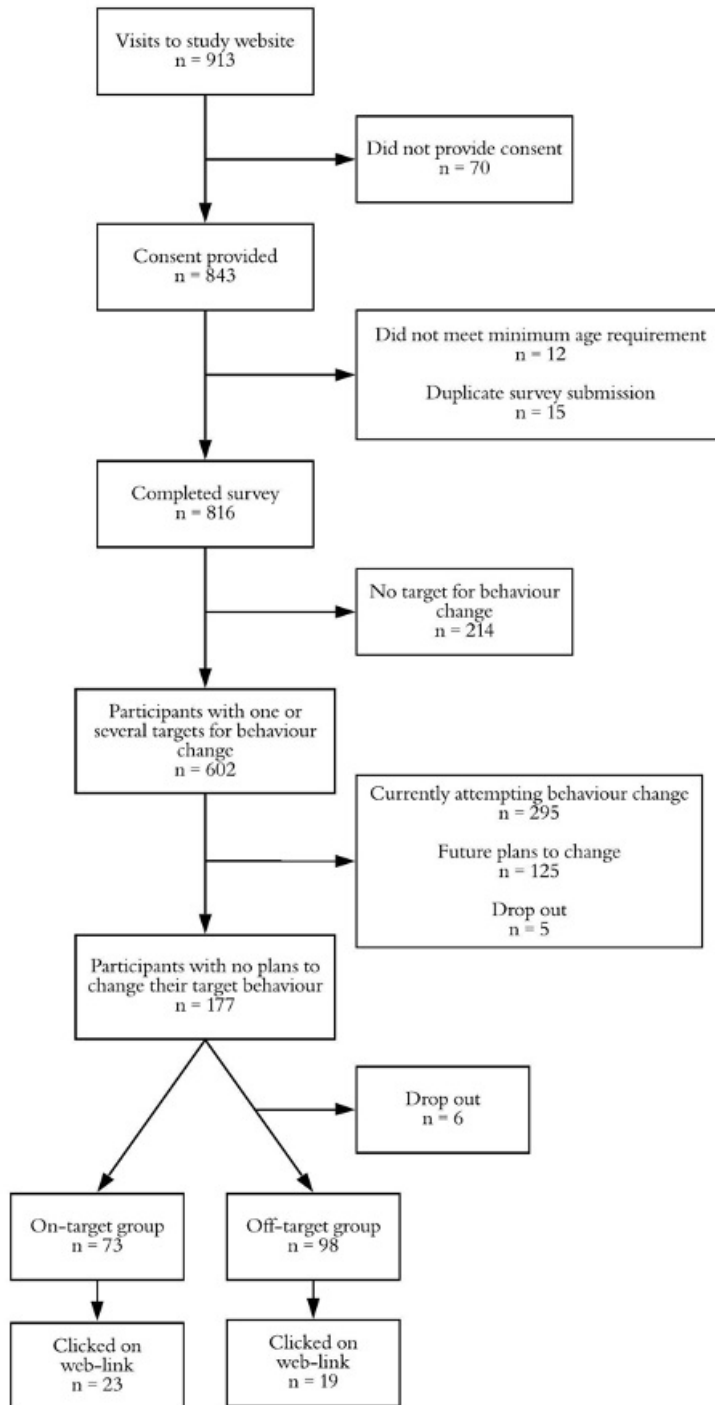 Visits to study website
n = 913
Did not provide consent
n = 70
Consent provided
n = 843
Did not meet minimum age requirement
n = 12
Duplicate survey submission
n = 15
Completed survey
n = 816
No target for behaviour
change
n = 214
Participants with one or
several targets for behaviour
change
n = 602
Currently attempting behaviour change
n = 295
Future plans to change
n = 125
Drop out
n = 5
Participants with no plans to
change their target behaviour
n = 177
Drop out
n = 6
On-target group
n = 73
Off-target group
n = 98
Clicked on
web-link
n = 23
Clicked on
web-link
n = 19